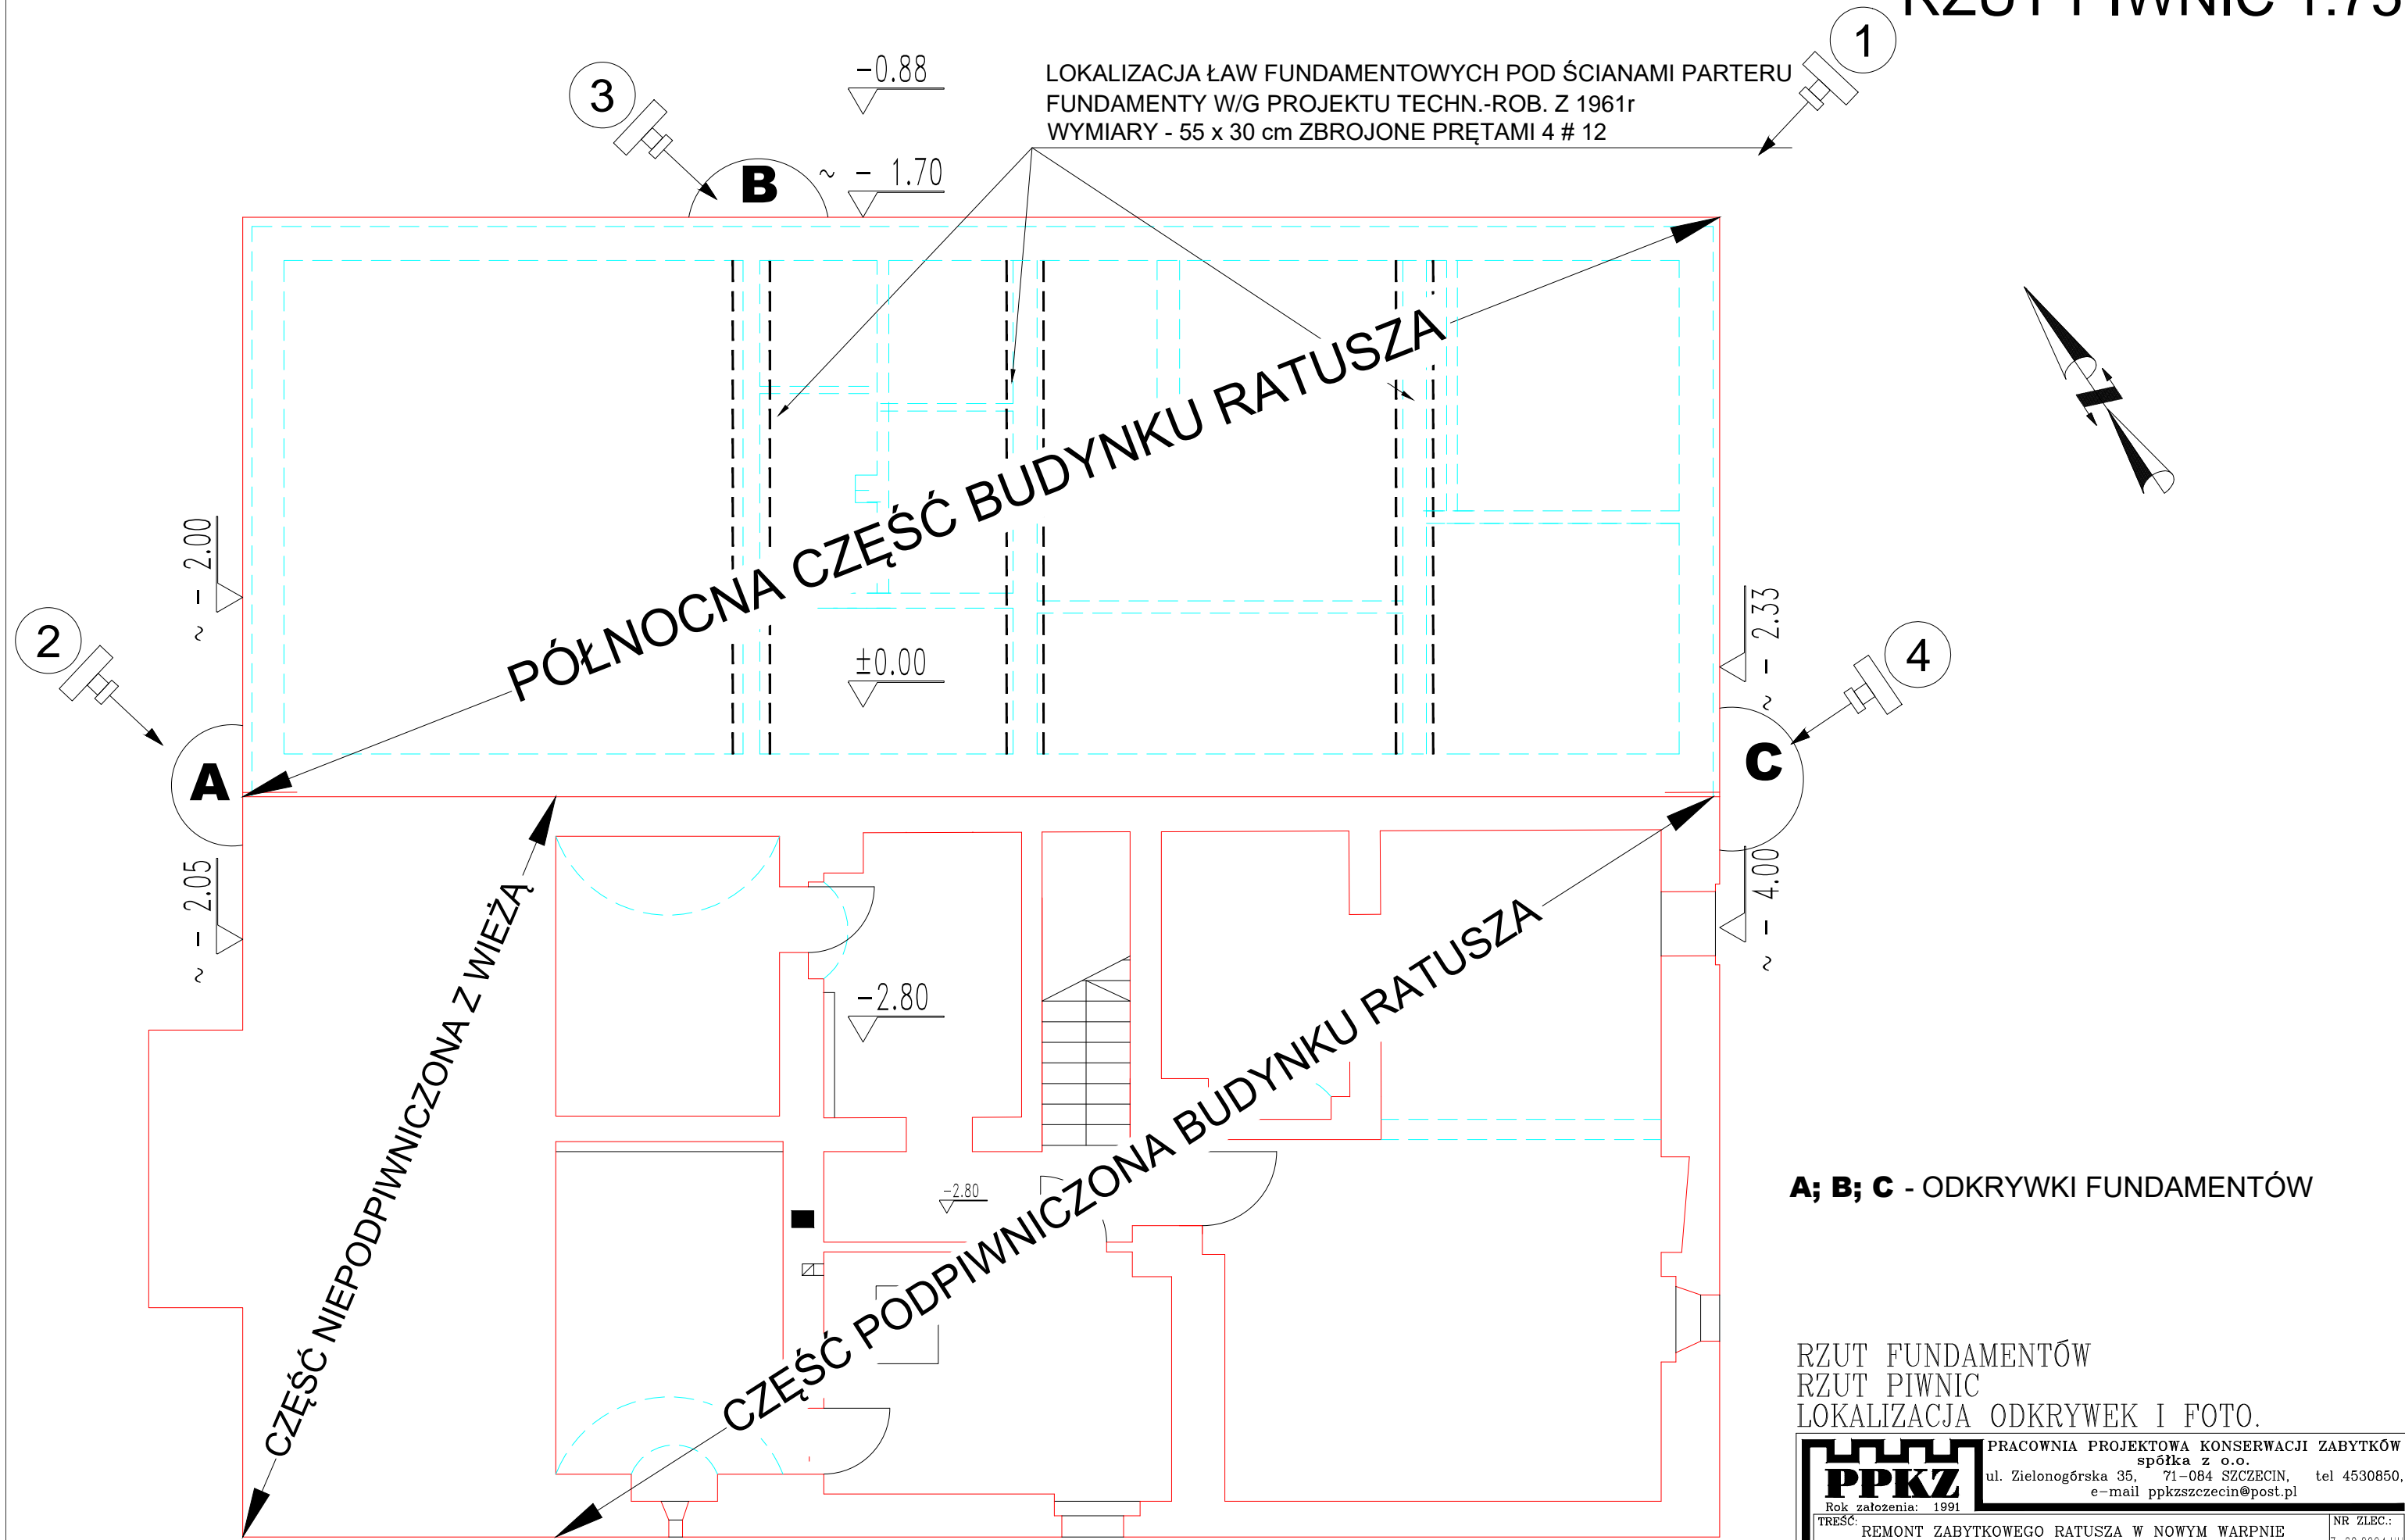 RZUT PIWNIC 1:75
1
3
-0.88
LOKALIZACJA ŁAW FUNDAMENTOWYCH POD ŚCIANAMI PARTERU
FUNDAMENTY W/G PROJEKTU TECHN.-ROB. Z 1961r
WYMIARY - 55 x 30 cm ZBROJONE PRĘTAMI 4 # 12
B
~ - 1.70
PÓŁNOCNA CZĘŚĆ BUDYNKU RATUSZA
N
~ - 2.00
2
±0.00
~ - 2.33
4
A
C
~ - 2.05
~ - 4.00
CZĘŚĆ NIEPODPIWNICZONA Z WIEŻĄ
-2.80
CZĘŚĆ PODPIWNICZONA BUDYNKU RATUSZA
-2.80
A; B; C - ODKRYWKI FUNDAMENTÓW
RZUT FUNDAMENTÓW
RZUT PIWNIC
LOKALIZACJA ODKRYWEK I FOTO.
PPKZ
Rok założenia: 1991
PRACOWNIA PROJEKTOWA KONSERWACJI ZABYTKÓW
spółka z o.o.
ul. Zielonogórska 35, 71-084 SZCZECIN, tel 4530850,
e-mail ppkzszczecin@post.pl
TREŚĆ:
REMONT ZABYTKOWEGO RATUSZA W NOWYM WARPNIE
NR ZLEC.: